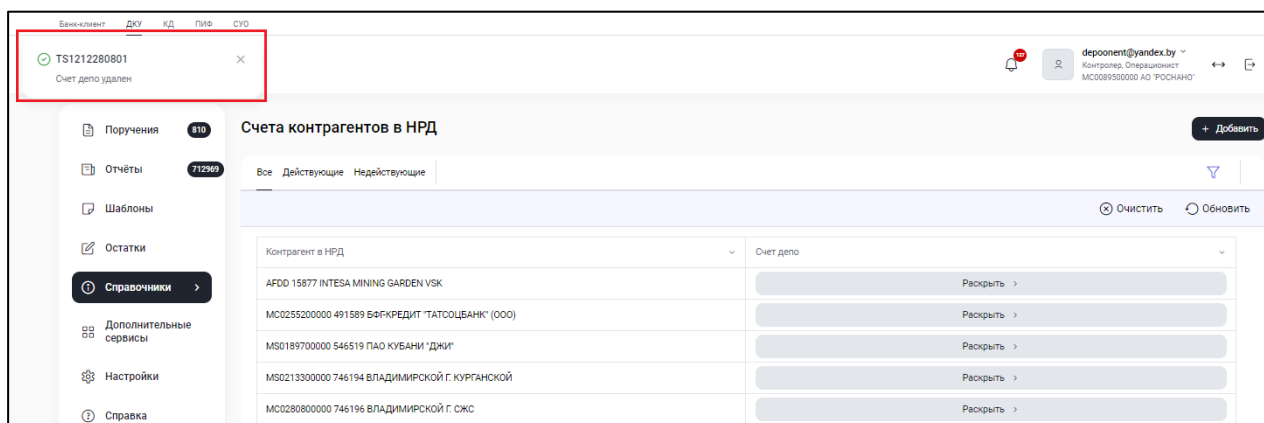 Банк-клиент ДКУ КД ПИФ СУО
TS1212280801
Счет депо удален
127
depoonent@yandex.by
Контролер, Операционист
МС0089500000 АО "РОСНАНО"
Поручения 810
Отчёты 712969
Шаблоны
Остатки
Справочники
Дополнительные
сервисы
Настройки
Справка
Счета контрагентов в НРД
+ Добавить
Все Действующие Недействующие
Очистить Обновить
Контрагент в НРД Счет депо
AFDD 15877 INTESA MINING GARDEN VSK Раскрыть
МС0255200000 491589 БФГ-КРЕДИТ "ТАТСОЦБАНК" (ООО) Раскрыть
MS0189700000 546519 ПАО КУБАНИ "ДЖИ" Раскрыть
MS0213300000 746194 ВЛАДИМИРСКОЙ Г. КУРГАНСКОЙ Раскрыть
МС0280800000 746196 ВЛАДИМИРСКОЙ Г. СЖС Раскрыть